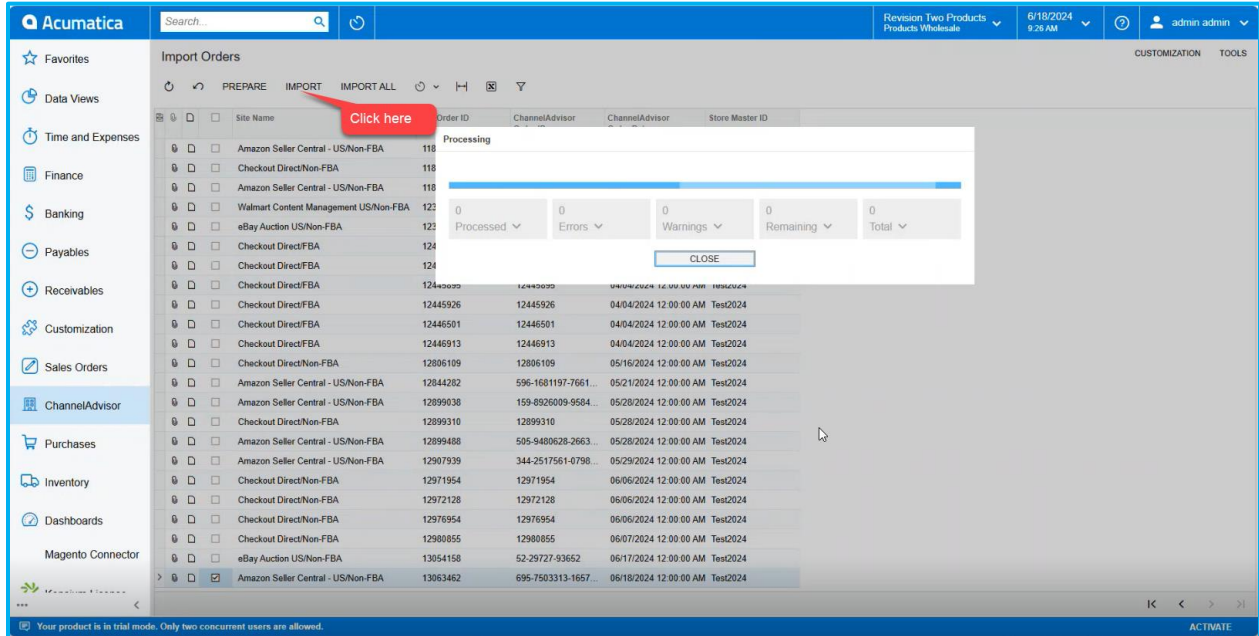 Acumatica
Search...
Revision Two Products
Products Wholesale
6/18/2024
9:26 AM
admin admin
Favorites
Data Views
Time and Expenses
Finance
Banking
Payables
Receivables
Customization
Sales Orders
ChannelAdvisor
Purchases
Inventory
Dashboards
Magento Connector
Import Orders
CUSTOMIZATION TOOLS
PREPARE IMPORT IMPORT ALL
Click here
Site Name Order ID ChannelAdvisor ChannelAdvisor Store Master ID
Amazon Seller Central - US/Non-FBA 118
Checkout Direct/Non-FBA 118
Amazon Seller Central - US/Non-FBA 118
Walmart Content Management US/Non-FBA 123
eBay Auction US/Non-FBA 123
Checkout Direct/FBA 124
Checkout Direct/FBA 124
Checkout Direct/FBA 12445895 12445895 04/04/2024 12:00:00 AM Test2024
Checkout Direct/FBA 12445926 12445926 04/04/2024 12:00:00 AM Test2024
Checkout Direct/FBA 12446501 12446501 04/04/2024 12:00:00 AM Test2024
Checkout Direct/FBA 12446913 12446913 04/04/2024 12:00:00 AM Test2024
Checkout Direct/Non-FBA 12806109 12806109 05/16/2024 12:00:00 AM Test2024
Amazon Seller Central - US/Non-FBA 12844282 596-1681197-7661... 05/21/2024 12:00:00 AM Test2024
Amazon Seller Central - US/Non-FBA 12899038 159-8926009-9584... 05/28/2024 12:00:00 AM Test2024
Checkout Direct/Non-FBA 12899310 12899310 05/28/2024 12:00:00 AM Test2024
Amazon Seller Central - US/Non-FBA 12899488 505-9480628-2663... 05/28/2024 12:00:00 AM Test2024
Amazon Seller Central - US/Non-FBA 12907939 344-2517561-0798... 05/29/2024 12:00:00 AM Test2024
Checkout Direct/Non-FBA 12971954 12971954 06/06/2024 12:00:00 AM Test2024
Checkout Direct/Non-FBA 12972128 12972128 06/06/2024 12:00:00 AM Test2024
Checkout Direct/Non-FBA 12976954 12976954 06/06/2024 12:00:00 AM Test2024
Checkout Direct/Non-FBA 12980855 12980855 06/07/2024 12:00:00 AM Test2024
eBay Auction US/Non-FBA 13054158 52-29727-93652 06/17/2024 12:00:00 AM Test2024
Amazon Seller Central - US/Non-FBA 13063462 695-7503313-1657... 06/18/2024 12:00:00 AM Test2024
Processing
0 0 0 0 0
Processed Errors Warnings Remaining Total
CLOSE
Your product is in trial mode. Only two concurrent users are allowed.
ACTIVATE